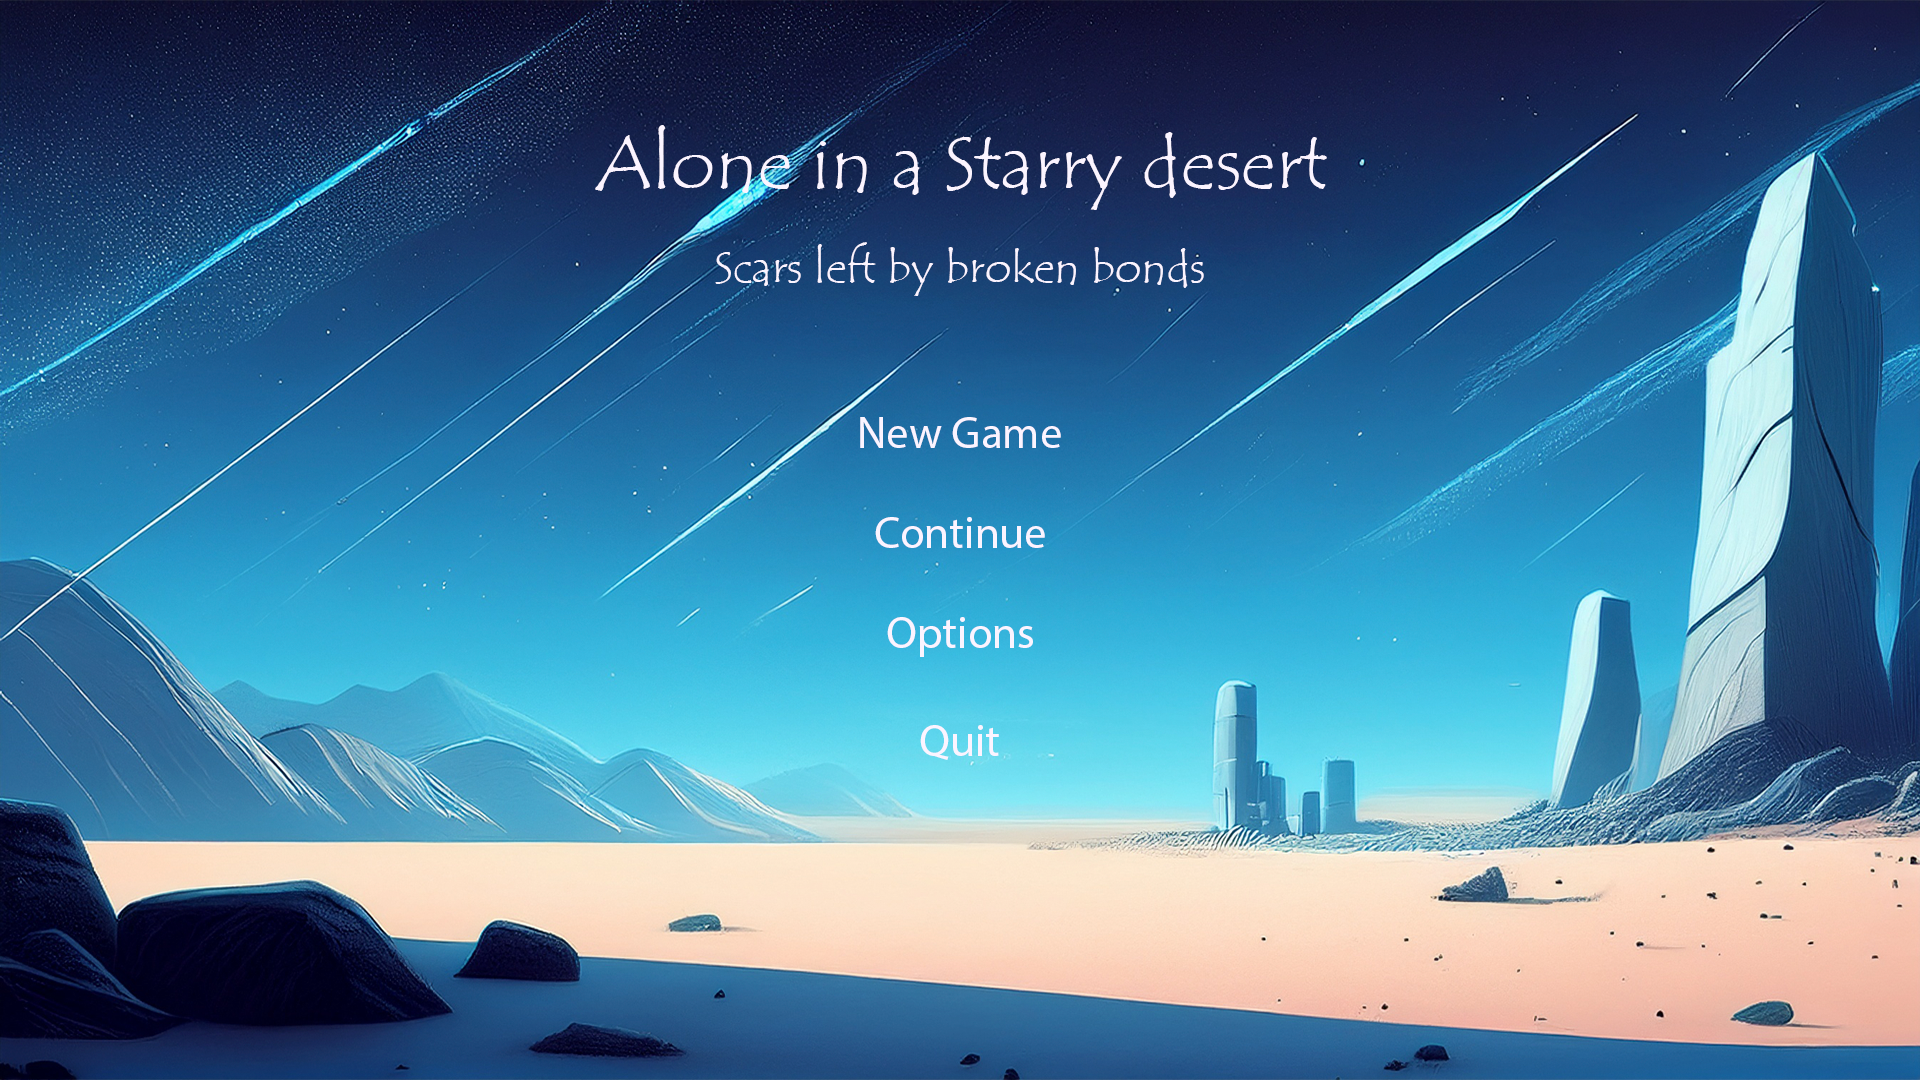 Alone in a Starry desert
Scars left by broken bonds
New Game
Continue
Options
Quit